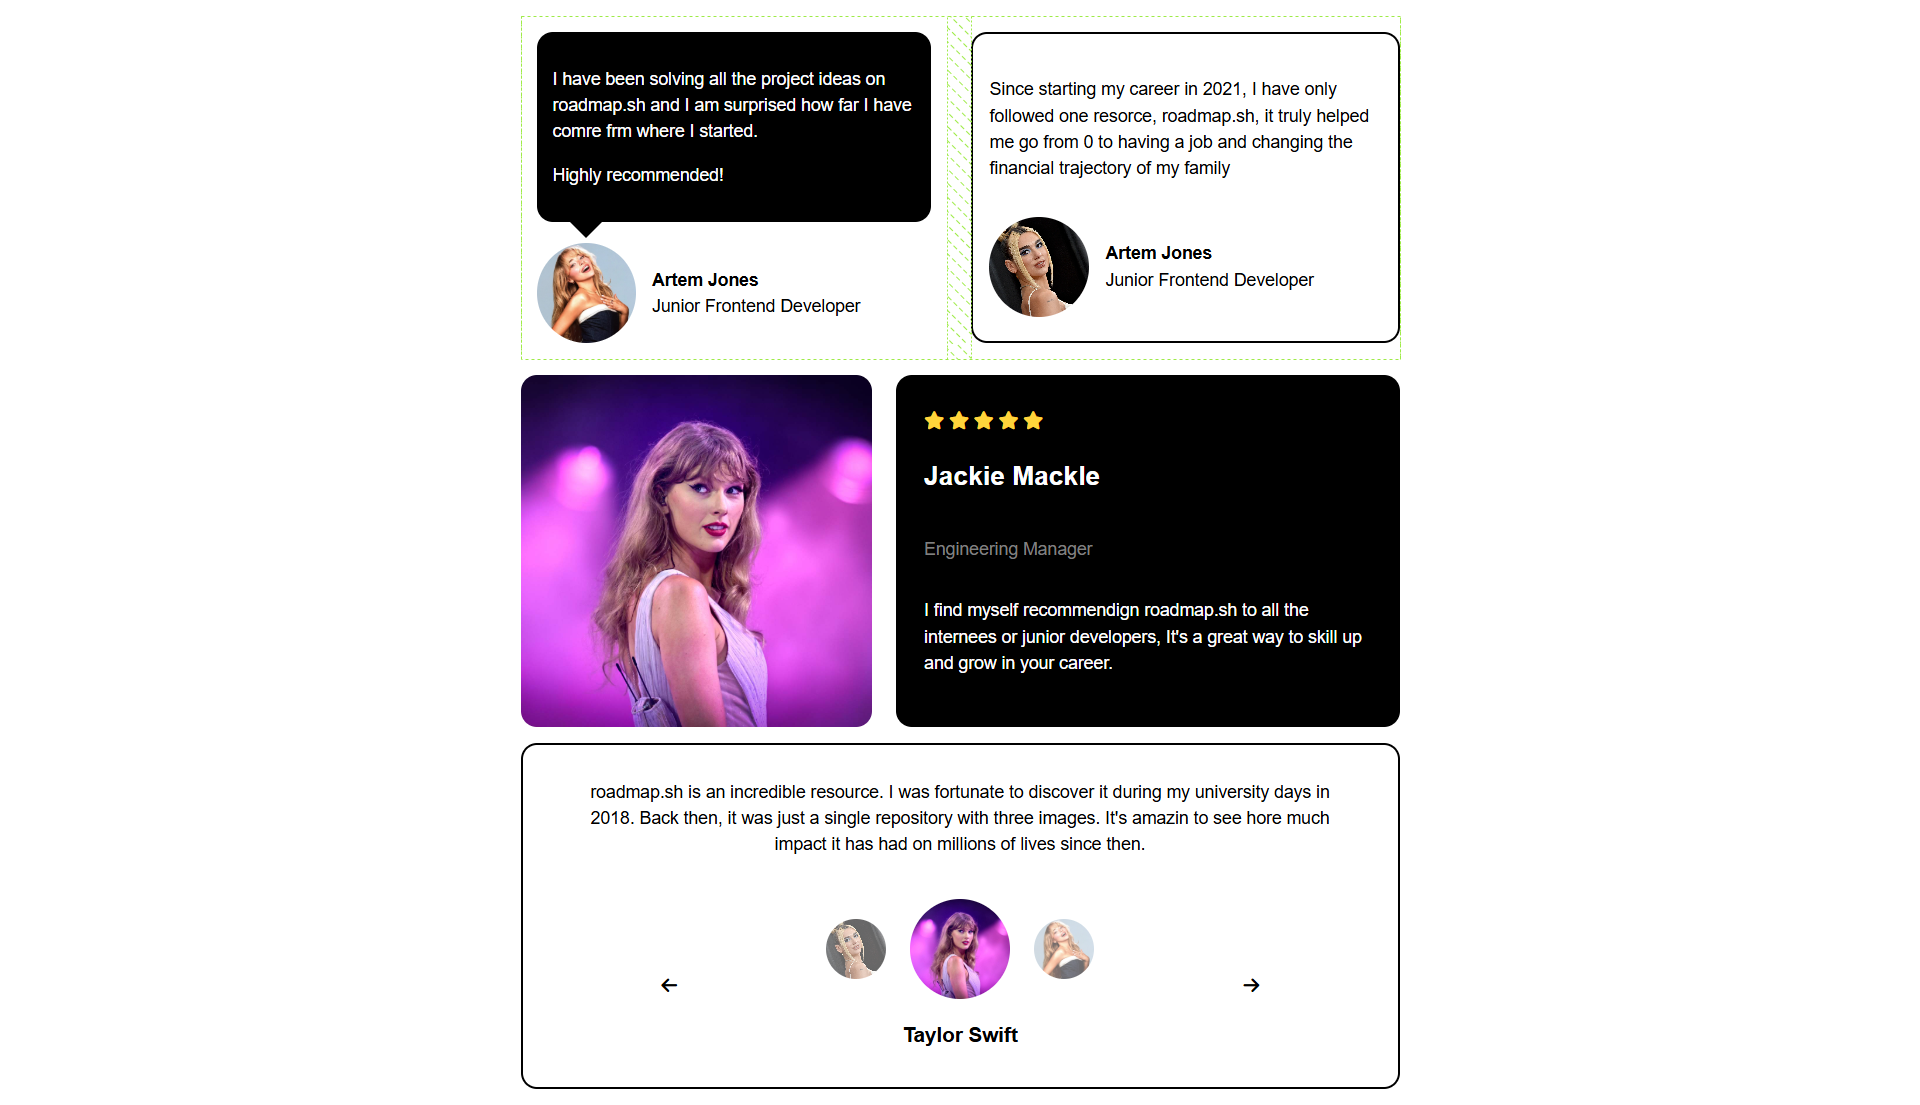 I have been solving all the project ideas on
roadmap.sh and I am surprised how far I have
comre frm where I started.
Highly recommended!
Artem Jones
Junior Frontend Developer
Since starting my career in 2021, I have only
followed one resorce, roadmap.sh, it truly helped
me go from 0 to having a job and changing the
financial trajectory of my family
Artem Jones
Junior Frontend Developer
Jackie Mackle
Engineering Manager
I find myself recommendign roadmap.sh to all the
internees or junior developers, It's a great way to skill up
and grow in your career.
roadmap.sh is an incredible resource. I was fortunate to discover it during my university days in
2018. Back then, it was just a single repository with three images. It's amazin to see hore much
impact it has had on millions of lives since then.
Taylor Swift